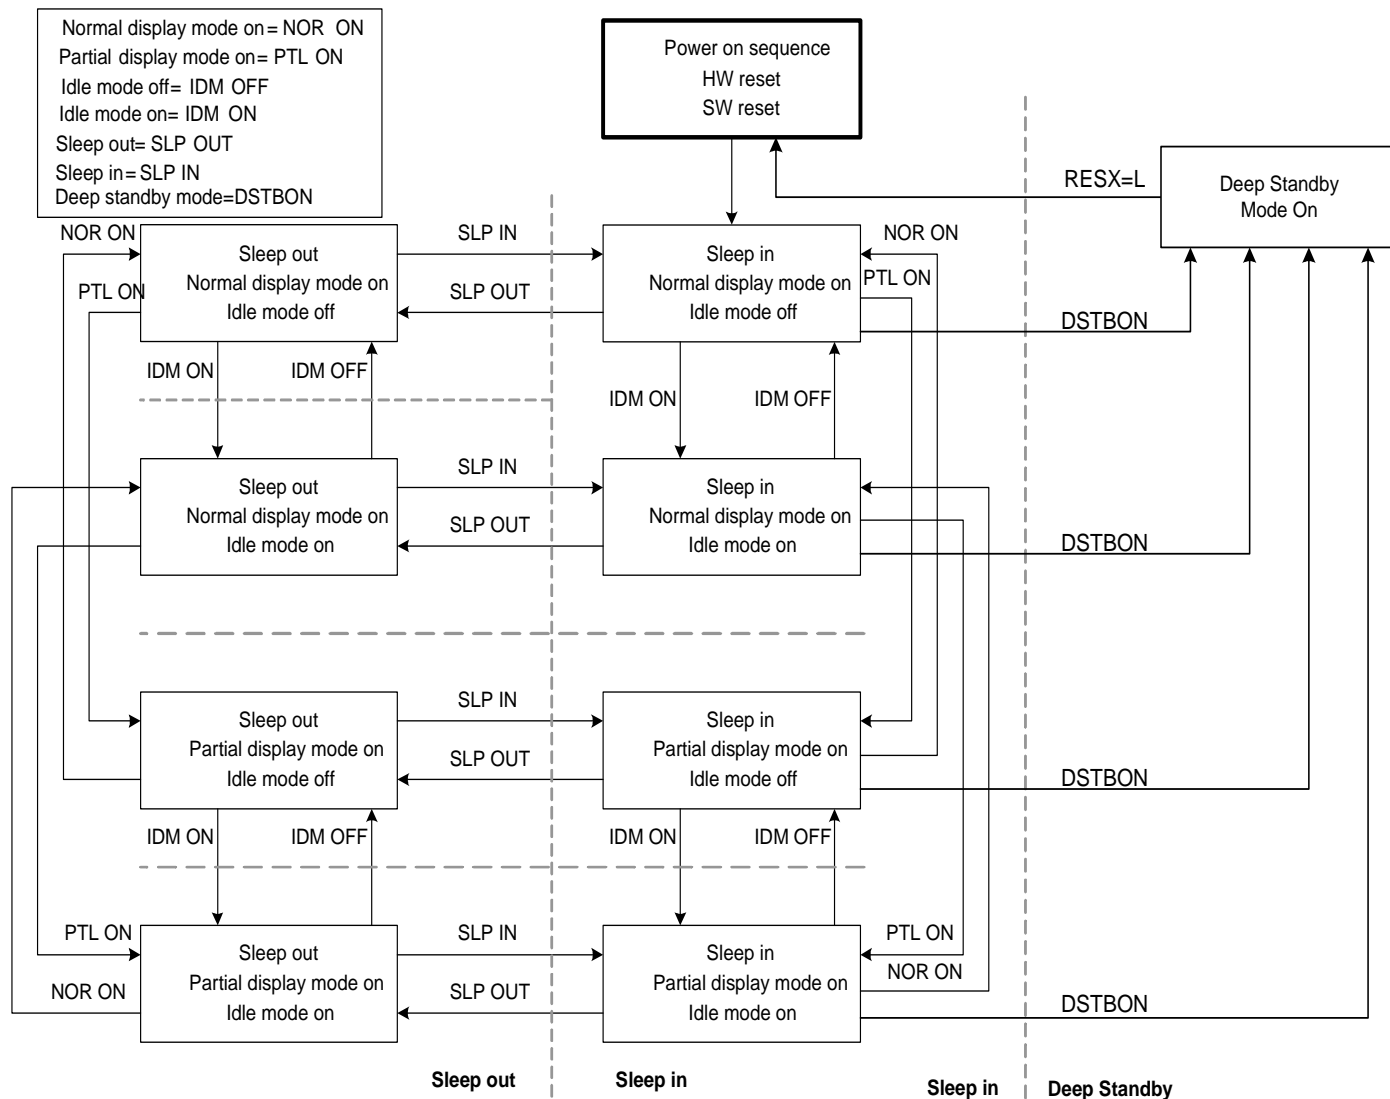 Normal display mode on= NOR ON
Partial display mode on= PTL ON
Idle mode off= IDM OFF
Idle mode on= IDM ON
Sleep out= SLP OUT
Sleep in= SLP IN
Deep standby mode=DSTBON
Power on sequence
HW reset
SW reset
RESX=L
Deep Standby
Mode On
NOR ON
PTL ON
Sleep out
Normal display mode on
Idle mode off
SLP IN
SLP OUT
Sleep in
Normal display mode on
Idle mode off
NOR ON
PTL ON
DSTBON
IDM ON
IDM OFF
IDM ON
IDM OFF
Sleep out
Normal display mode on
Idle mode on
SLP IN
SLP OUT
Sleep in
Normal display mode on
Idle mode on
DSTBON
Sleep out
Partial display mode on
Idle mode off
SLP IN
SLP OUT
Sleep in
Partial display mode on
Idle mode off
DSTBON
IDM ON
IDM OFF
IDM ON
IDM OFF
PTL ON
NOR ON
Sleep out
Partial display mode on
Idle mode on
SLP IN
SLP OUT
Sleep in
Partial display mode on
Idle mode on
PTL ON
NOR ON
DSTBON
Sleep out
Sleep in
Sleep in
Deep Standby